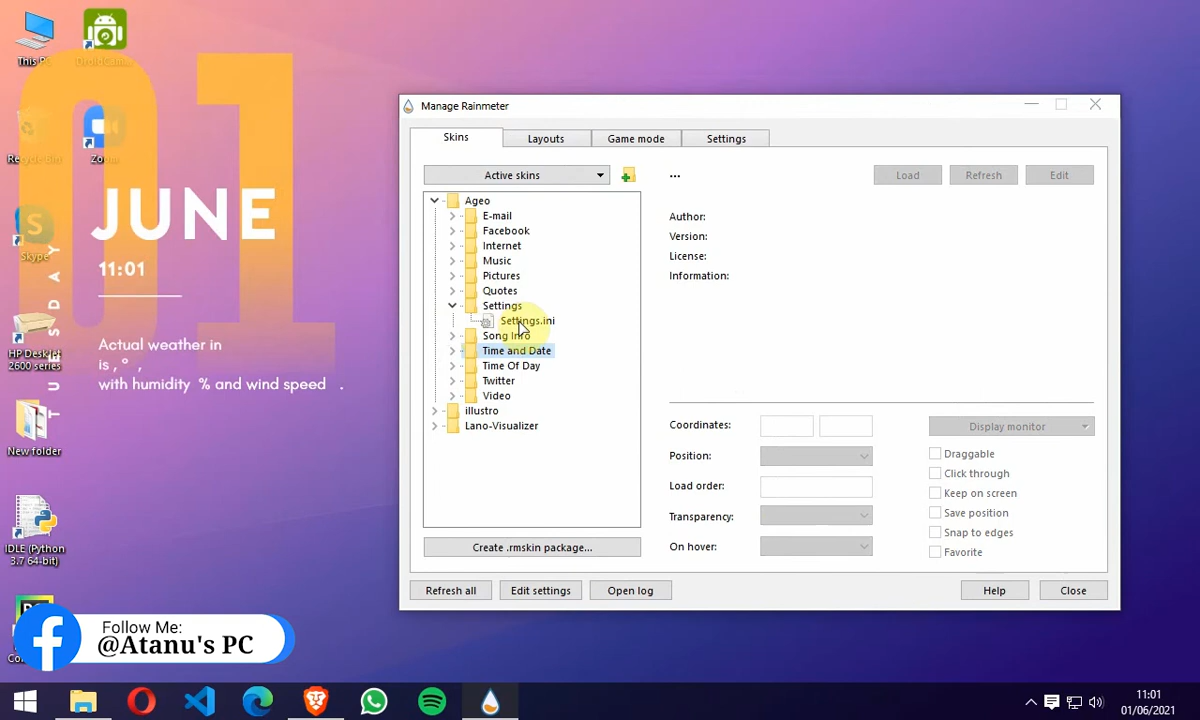 This PC
DroidCam
01
Recycle Bin
Zoom
Skype
JUNE
11:01
TUESDAY
HP DeskJet
2600 series
Actual weather in
is , ° ,
with humidity % and wind speed .
New folder
IDLE (Python
3.7 64-bit)
Follow Me:
@Atanu's PC
Manage Rainmeter
Skins
Layouts
Game mode
Settings
Active skins
...
Load
Refresh
Edit
Ageo
E-mail
Facebook
Internet
Music
Pictures
Quotes
Settings
Settings.ini
Song Info
Time and Date
Time Of Day
Twitter
Video
illustro
Lano-Visualizer
Author:
Version:
License:
Information:
Coordinates:
Display monitor
Position:
Load order:
Transparency:
On hover:
Draggable
Click through
Keep on screen
Save position
Snap to edges
Favorite
Create .rmskin package...
Refresh all
Edit settings
Open log
Help
Close
11:01
01/06/2021